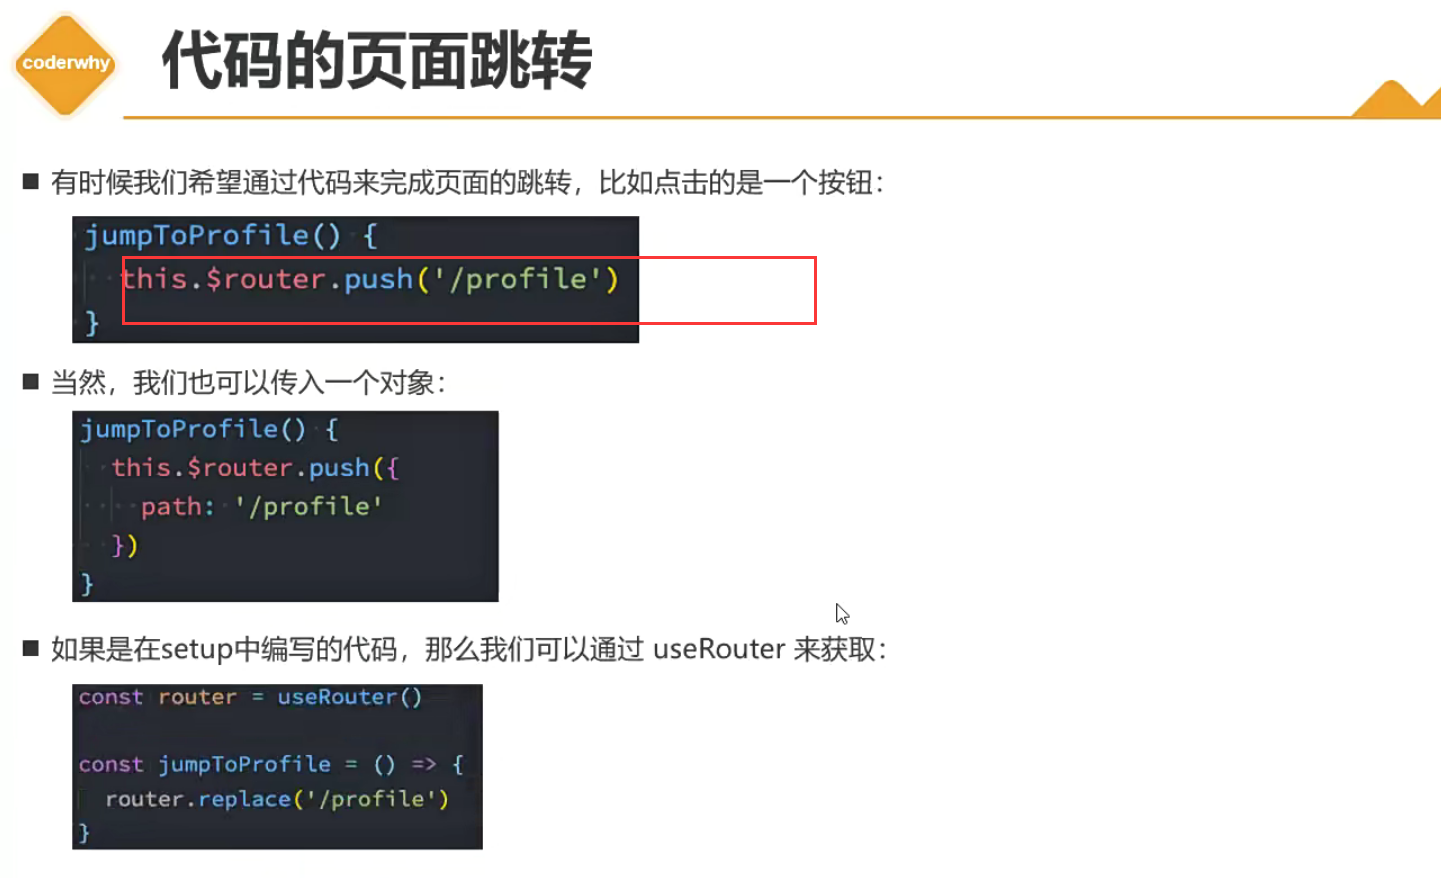 coderwhy
代码的页面跳转
有时候我们希望通过代码来完成页面的跳转，比如点击的是一个按钮：
jumpToProfile() {
this.$router.push('/profile')
}
当然，我们也可以传入一个对象：
jumpToProfile() {
this.$router.push({
path: '/profile'
})
}
如果是在setup中编写的代码，那么我们可以通过 useRouter 来获取：
const router = useRouter()
const jumpToProfile = () => {
router.replace('/profile')
}